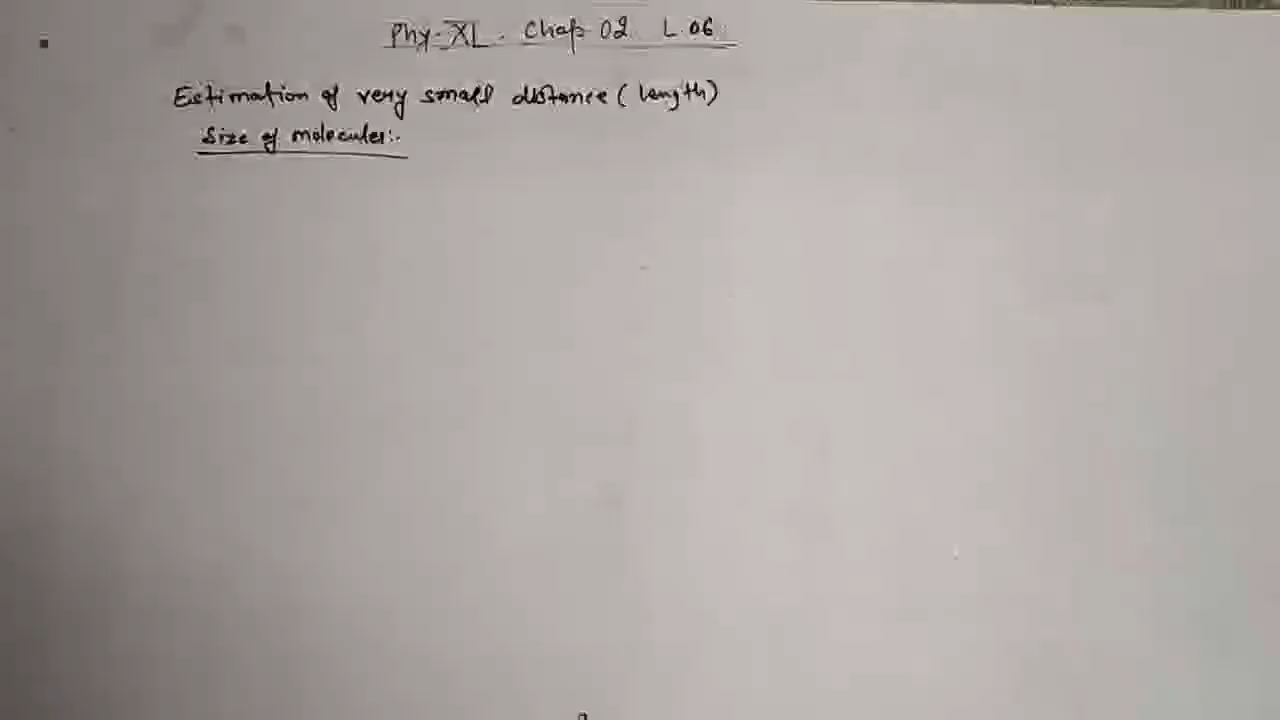 Phy-XI. Chap 02 L 06
Estimation of very small distance (length)
Size of molecules:-